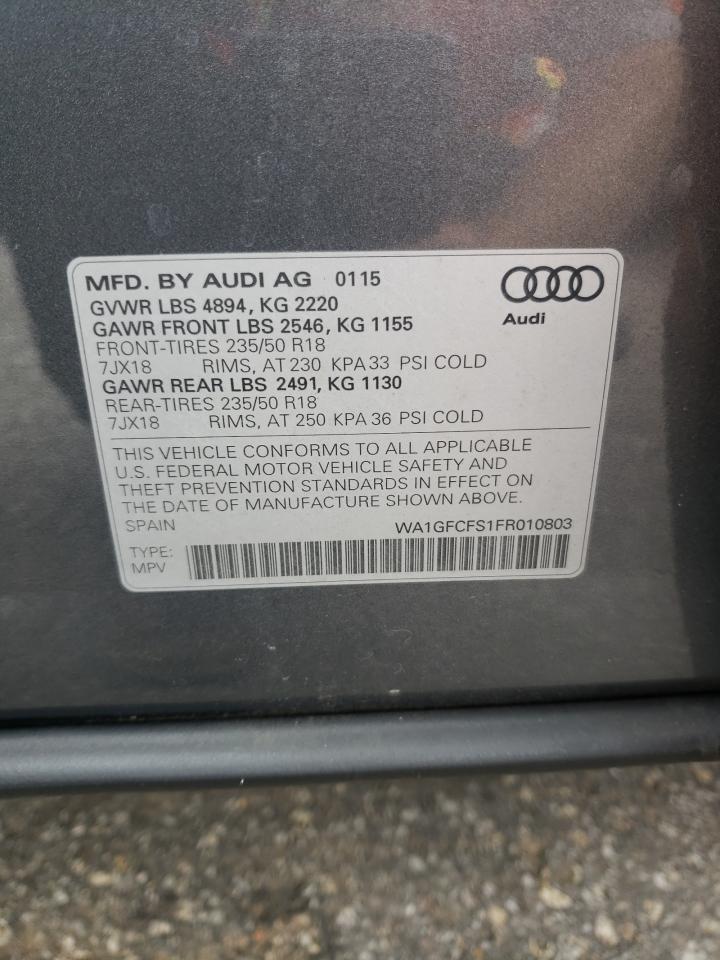 MFD. BY AUDI AG 0115
GVWR LBS 4894, KG 2220
GAWR FRONT LBS 2546, KG 1155
Audi
FRONT-TIRES 235/50 R18
7JX18 RIMS, AT 230 KPA 33 PSI COLD
GAWR REAR LBS 2491, KG 1130
REAR-TIRES 235/50 R18
7JX18 RIMS, AT 250 KPA 36 PSI COLD
THIS VEHICLE CONFORMS TO ALL APPLICABLE
U.S. FEDERAL MOTOR VEHICLE SAFETY AND
THEFT PREVENTION STANDARDS IN EFFECT ON
THE DATE OF MANUFACTURE SHOWN ABOVE.
SPAIN WA1GFCFS1FR010803
TYPE:
MPV